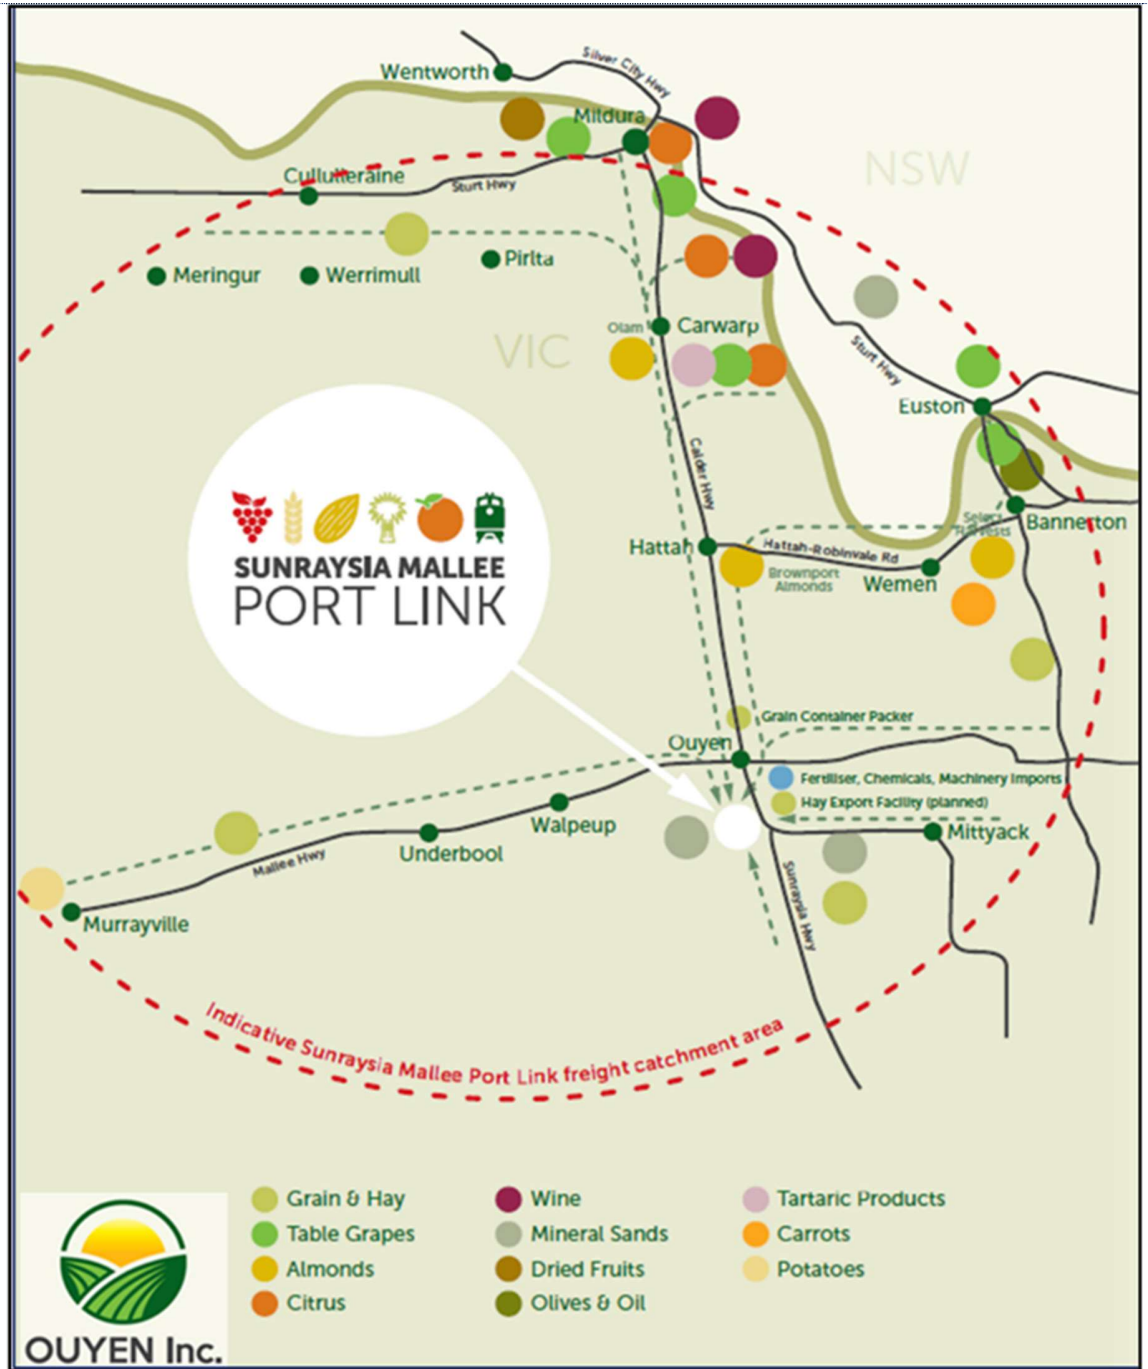 Wentworth
Silver City Hwy
Mildura
NSW
Cullulleraine
Sturt Hwy
Pirlta
Meringur
Werrimull
Olam
Carwarp
VIC
Sturt Hwy
Euston
Calder Hwy
Select
Harvests
Bannerton
Hattah
Hattah-Robinvale Rd
Brownport
Almonds
Wemen
SUNRAYSIA MALLEE
PORT LINK
Grain Container Packer
Ouyen
Fertiliser, Chemicals, Machinery Imports
Hay Export Facility (planned)
Walpeup
Mittyack
Underbool
Mallee Hwy
Sunraysia Hwy
Murrayville
Indicative Sunraysia Mallee Port Link freight catchment area
Grain & Hay
Wine
Tartaric Products
Table Grapes
Mineral Sands
Carrots
Almonds
Dried Fruits
Potatoes
Citrus
Olives & Oil
OUYEN Inc.